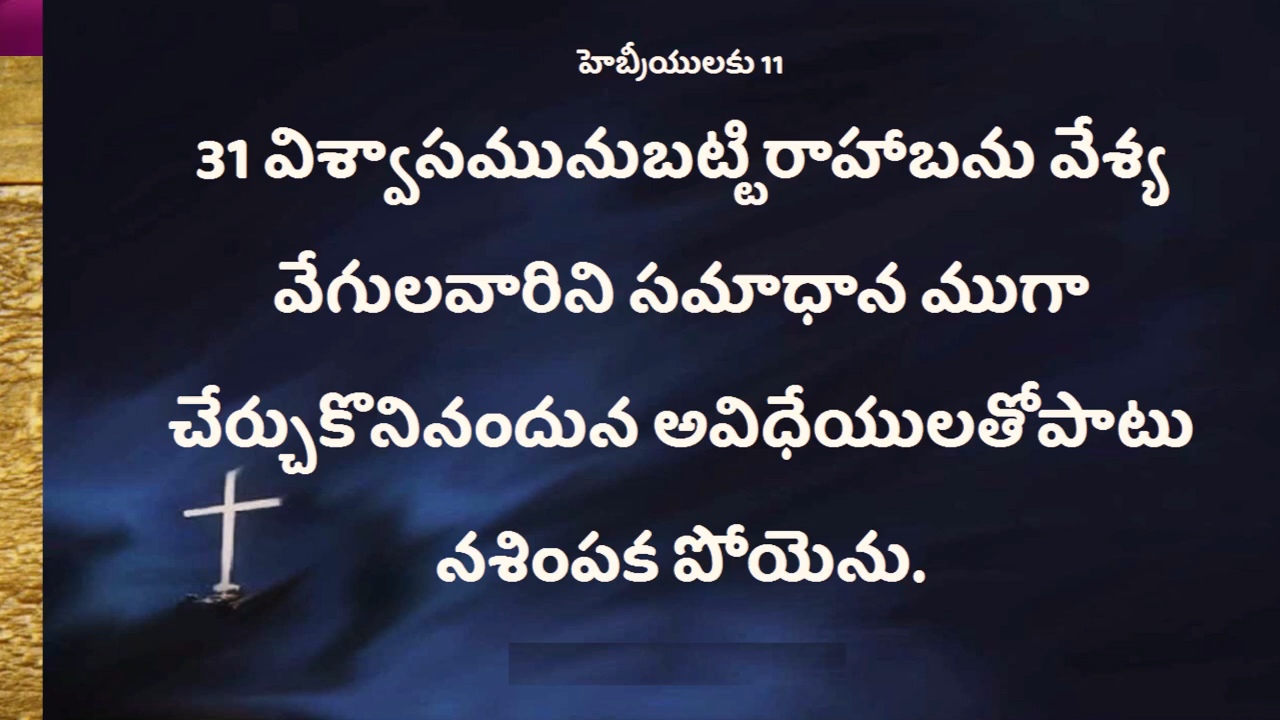 హెబ్రీయులకు 11
31 విశ్వాసమునుబట్టి రాహాబను వేశ్య
వేగులవారిని సమాధాన ముగా
చేర్చుకొనినందున అవిధేయులతోపాటు
నశింపక పోయెను.